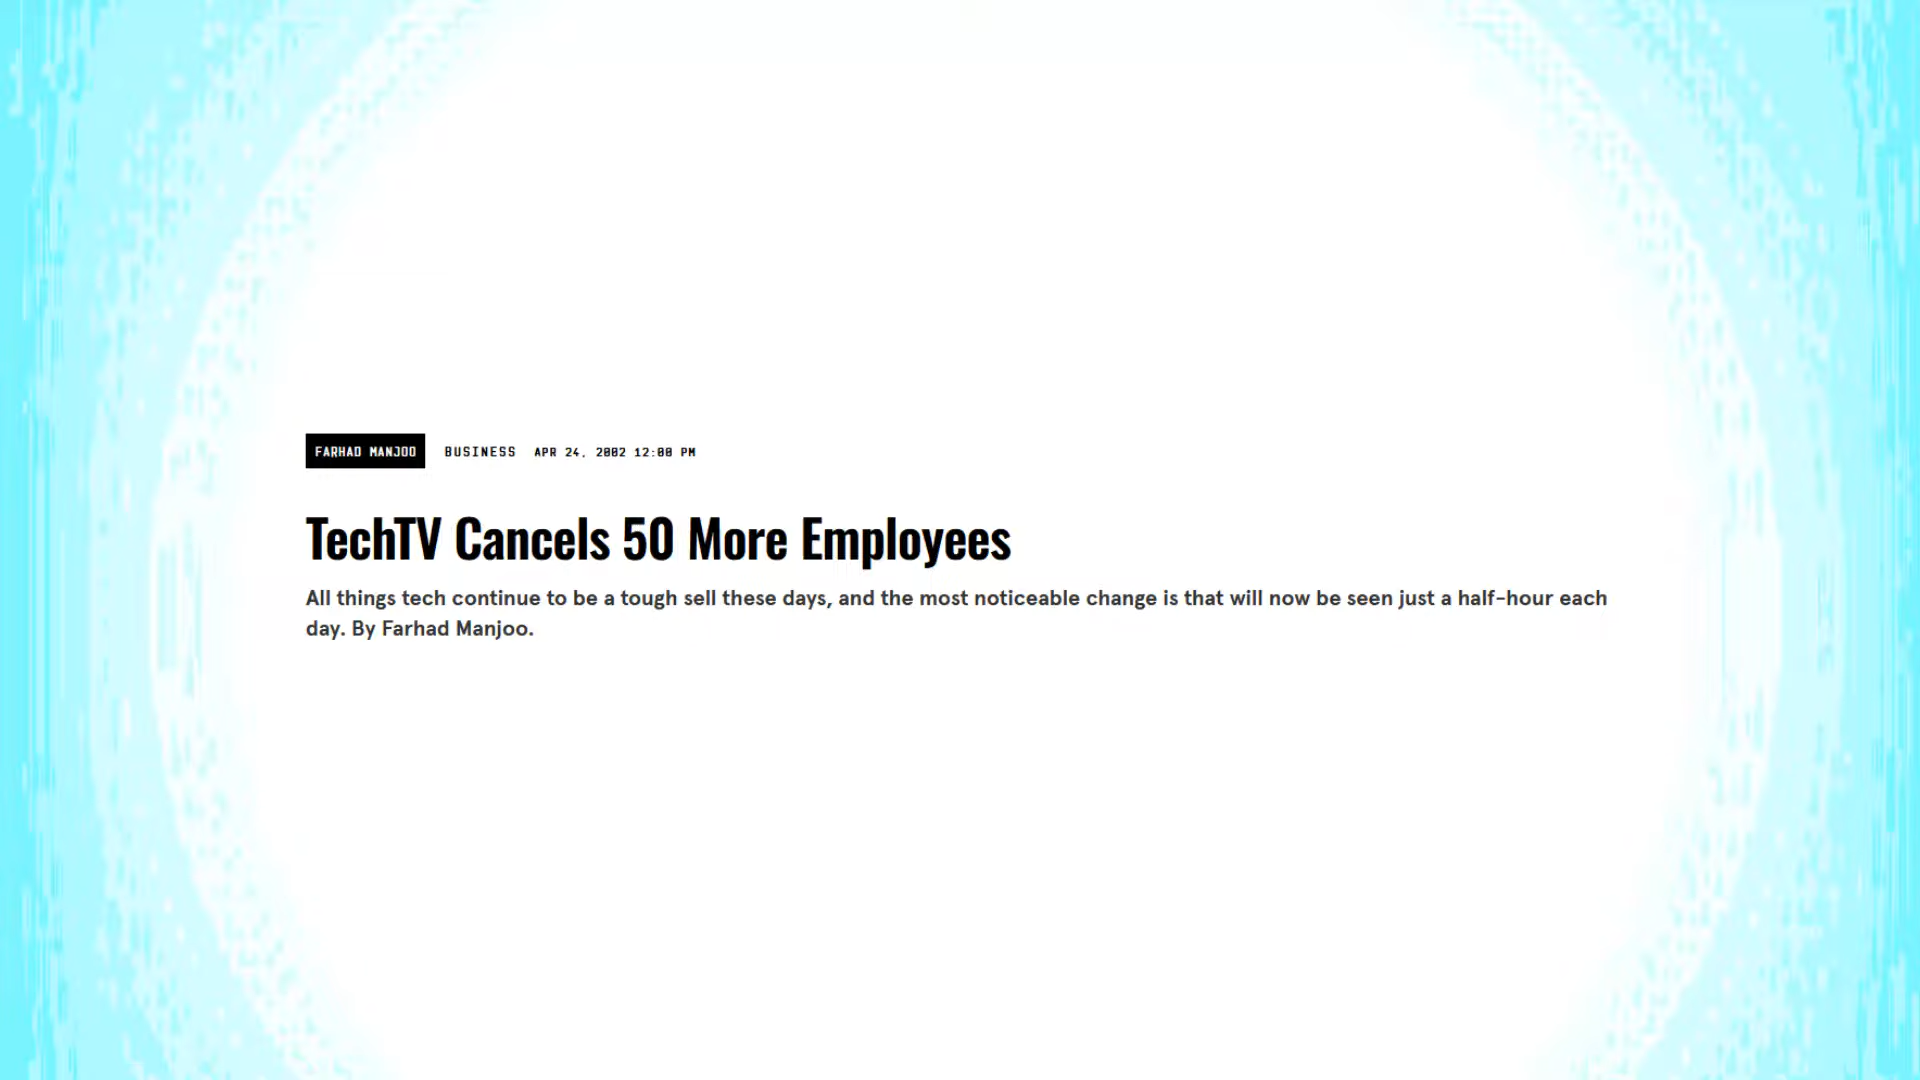 FARHAD MANJOO BUSINESS APR 24, 2002 12:00 PM
TechTV Cancels 50 More Employees
All things tech continue to be a tough sell these days, and the most noticeable change is that will now be seen just a half-hour each
day. By Farhad Manjoo.